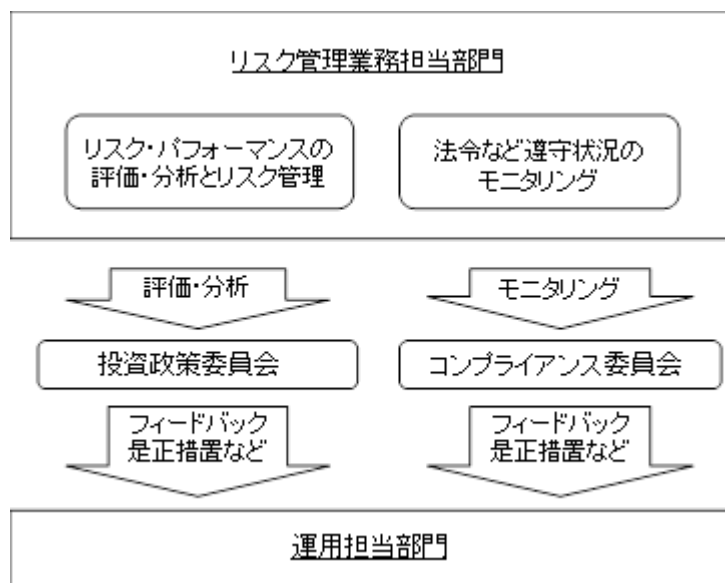 リスク管理業務担当部門
リスク・パフォーマンスの
評価・分析とリスク管理
法令など遵守状況の
モニタリング
評価・分析
モニタリング
投資政策委員会
コンプライアンス委員会
フィードバック
是正措置など
フィードバック
是正措置など
運用担当部門